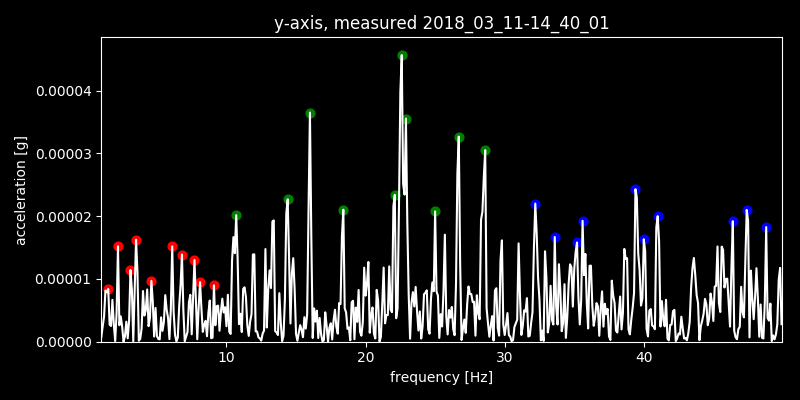 y-axis, measured 2018_03_11-14_40_01
0.00004
0.00003
0.00002
0.00001
0.00000
acceleration [g]
10 20 30 40
frequency [Hz]